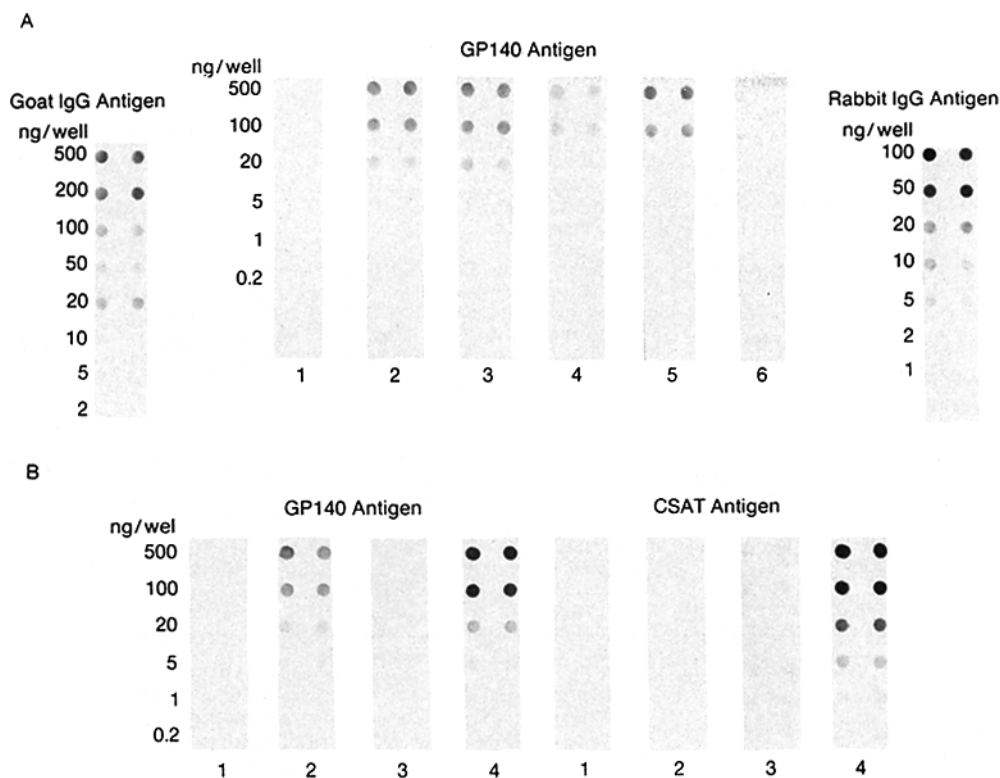 A
GP140 Antigen
Goat IgG Antigen
ng/well
500
200
100
50
20
10
5
2
ng/well
500
100
20
5
1
0.2
1 2 3 4 5 6
Rabbit IgG Antigen
ng/well
100
50
20
10
5
2
1
B
GP140 Antigen
CSAT Antigen
ng/wel
500
100
20
5
1
0.2
1 2 3 4 1 2 3 4